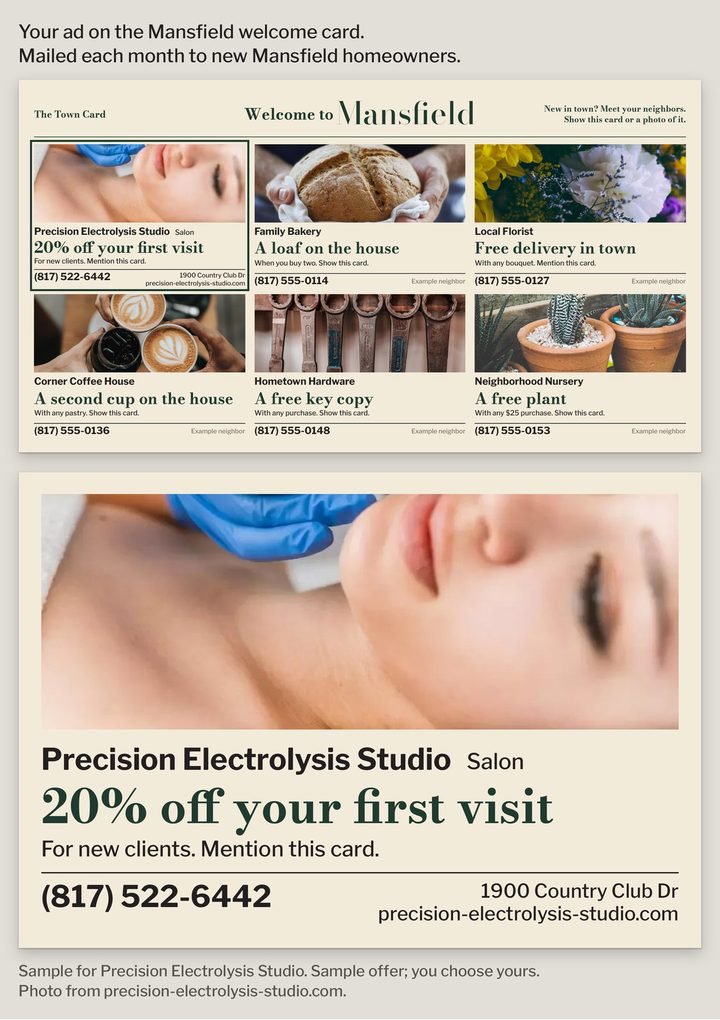 Your ad on the Mansfield welcome card.
Mailed each month to new Mansfield homeowners.
The Town Card
Welcome to Mansfield
New in town? Meet your neighbors.
Show this card or a photo of it.
Precision Electrolysis Studio Salon
20% off your first visit
For new clients. Mention this card.
(817) 522-6442
1900 Country Club Dr
precision-electrolysis-studio.com
Family Bakery
A loaf on the house
When you buy two. Show this card.
(817) 555-0114
Example neighbor
Local Florist
Free delivery in town
With any bouquet. Mention this card.
(817) 555-0127
Example neighbor
Corner Coffee House
A second cup on the house
With any pastry. Show this card.
(817) 555-0136
Example neighbor
Hometown Hardware
A free key copy
With any purchase. Show this card.
(817) 555-0148
Example neighbor
Neighborhood Nursery
A free plant
With any $25 purchase. Show this card.
(817) 555-0153
Example neighbor
Precision Electrolysis Studio Salon
20% off your first visit
For new clients. Mention this card.
(817) 522-6442
1900 Country Club Dr
precision-electrolysis-studio.com
Sample for Precision Electrolysis Studio. Sample offer; you choose yours.
Photo from precision-electrolysis-studio.com.